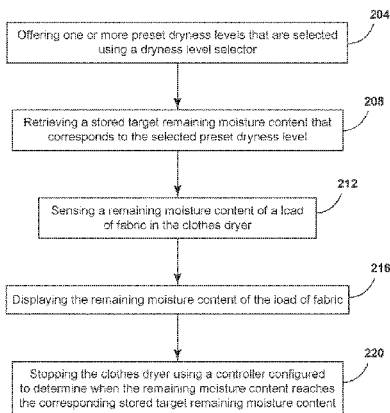 204
Offering one or more preset dryness levels that are selected
using a dryness level selector
208
Retrieving a stored target remaining moisture content that
corresponds to the selected preset dryness level
212
Sensing a remaining moisture content of a load
of fabric in the clothes dryer
216
Displaying the remaining moisture content of the load of fabric
220
Stopping the clothes dryer using a controller configured
to determine when the remaining moisture content reaches
the corresponding stored target remaining moisture content